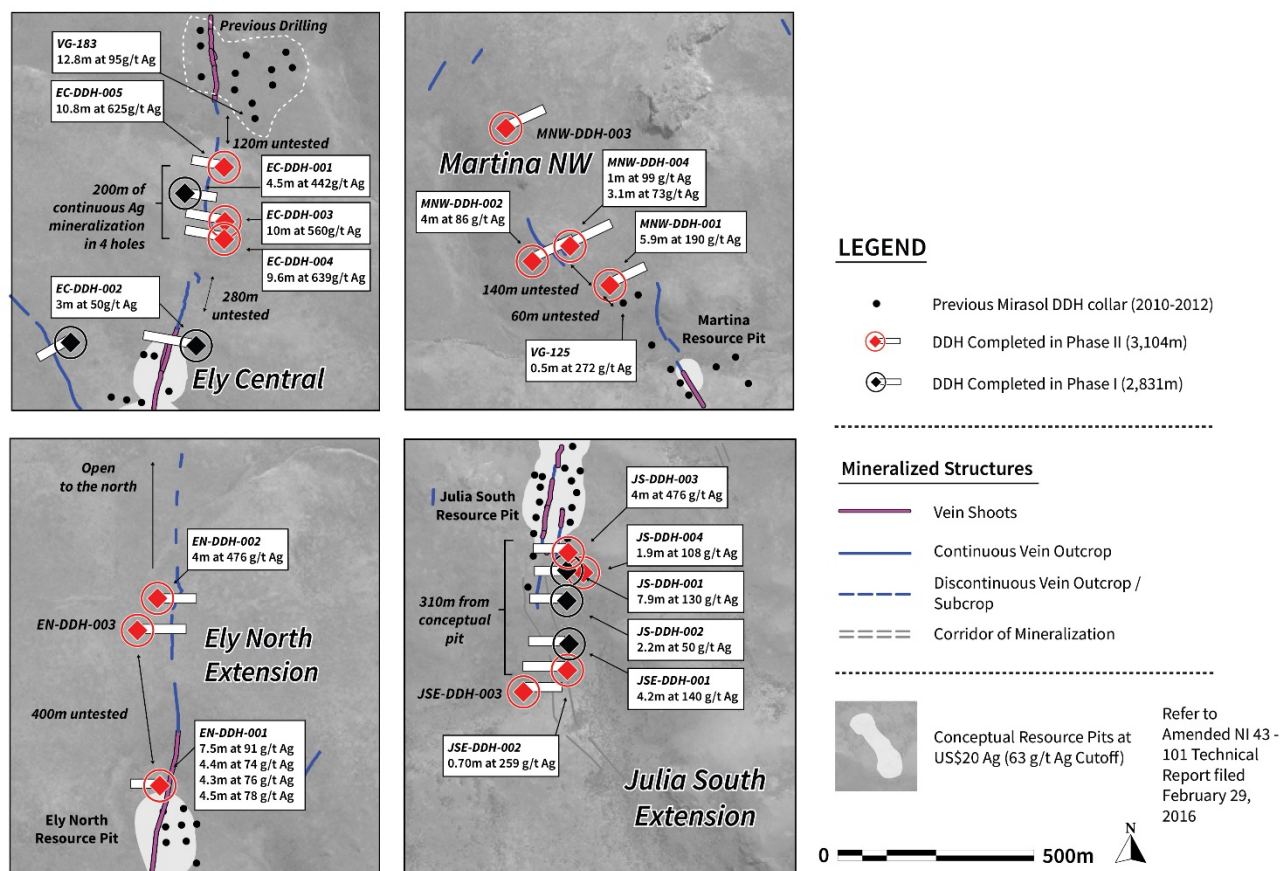 Previous Drilling
VG-183
12.8m at 95g/t Ag
EC-DDH-005
10.8m at 625g/t Ag
120m untested
EC-DDH-001
4.5m at 442g/t Ag
200m of
continuous Ag
mineralization
in 4 holes
EC-DDH-003
10m at 560g/t Ag
EC-DDH-004
9.6m at 639g/t Ag
EC-DDH-002
3m at 50g/t Ag
280m
untested
Ely Central
MNW-DDH-003
Martina NW
MNW-DDH-004
1m at 99 g/t Ag
3.1m at 73g/t Ag
MNW-DDH-002
4m at 86 g/t Ag
MNW-DDH-001
5.9m at 190 g/t Ag
140m untested
60m untested
Martina
Resource Pit
VG-125
0.5m at 272 g/t Ag
Open
to the north
EN-DDH-002
4m at 476 g/t Ag
EN-DDH-003
Ely North
Extension
400m untested
EN-DDH-001
7.5m at 91 g/t Ag
4.4m at 74 g/t Ag
4.3m at 76 g/t Ag
4.5m at 78 g/t Ag
Ely North
Resource Pit
Julia South
Resource Pit
JS-DDH-003
4m at 476 g/t Ag
JS-DDH-004
1.9m at 108 g/t Ag
JS-DDH-001
7.9m at 130 g/t Ag
310m from
conceptual
pit
JS-DDH-002
2.2m at 50 g/t Ag
JSE-DDH-001
4.2m at 140 g/t Ag
JSE-DDH-003
JSE-DDH-002
0.70m at 259 g/t Ag
Julia South
Extension
LEGEND
Previous Mirasol DDH collar (2010-2012)
DDH Completed in Phase II (3,104m)
DDH Completed in Phase I (2,831m)
Mineralized Structures
Vein Shoots
Continuous Vein Outcrop
Discontinuous Vein Outcrop /
Subcrop
Corridor of Mineralization
Conceptual Resource Pits at
US$20 Ag (63 g/t Ag Cutoff)
Refer to
Amended NI 43 -
101 Technical
Report filed
February 29,
2016
0
500m
N